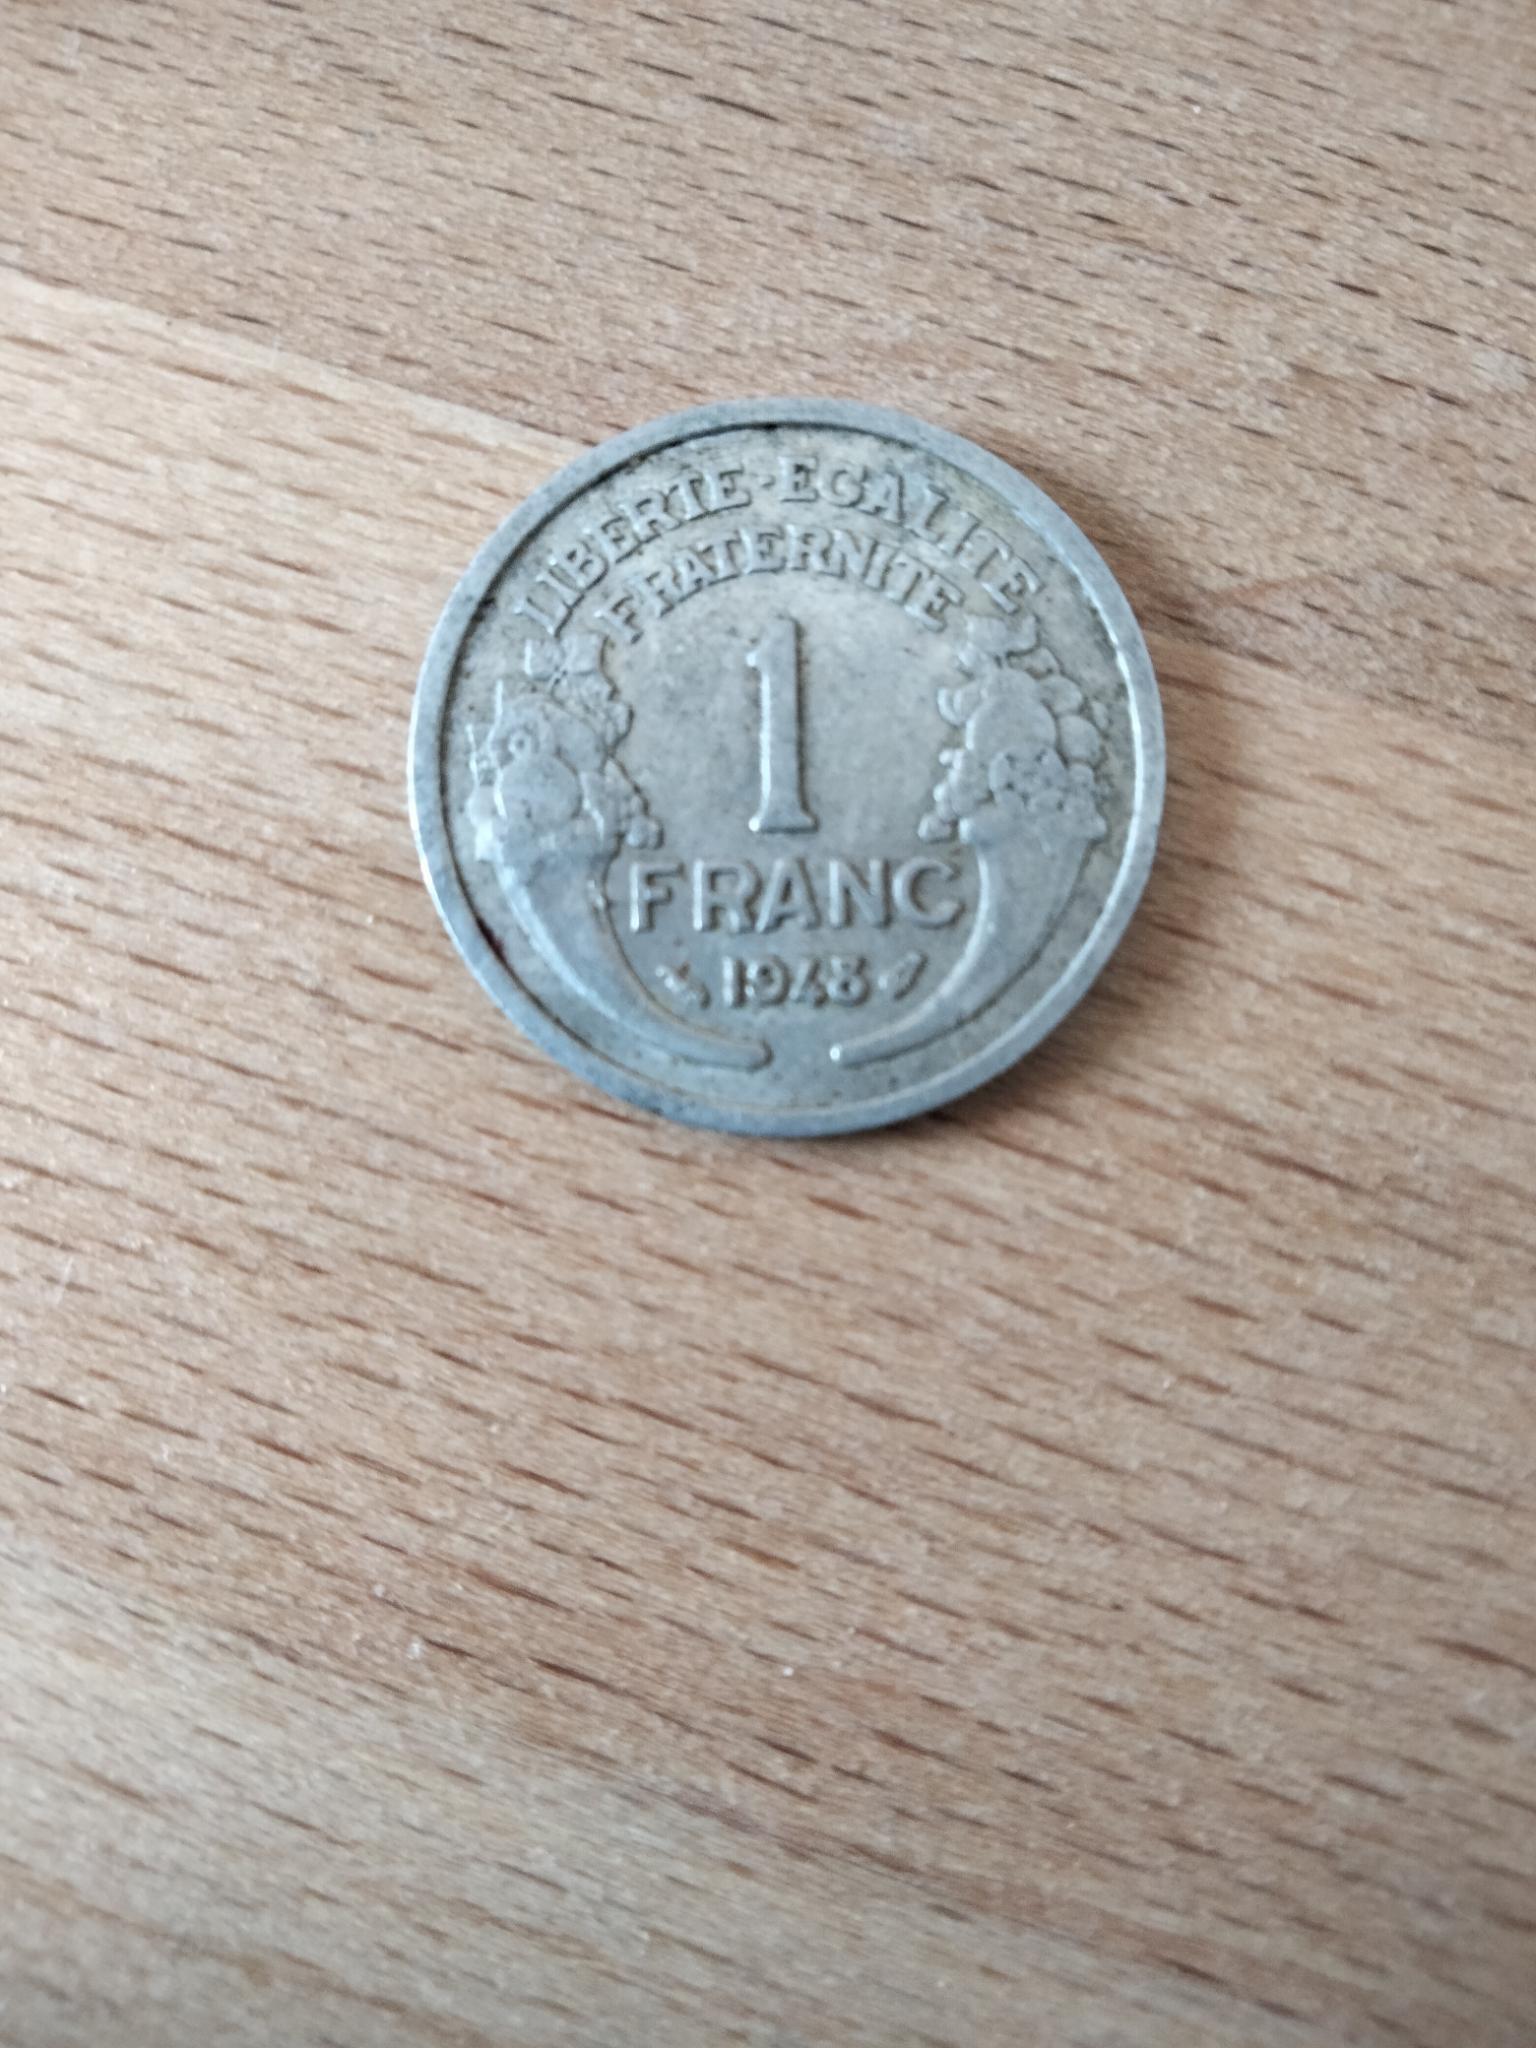 LIBERTE·EGALITE
FRATERNITE
1
FRANC
1948